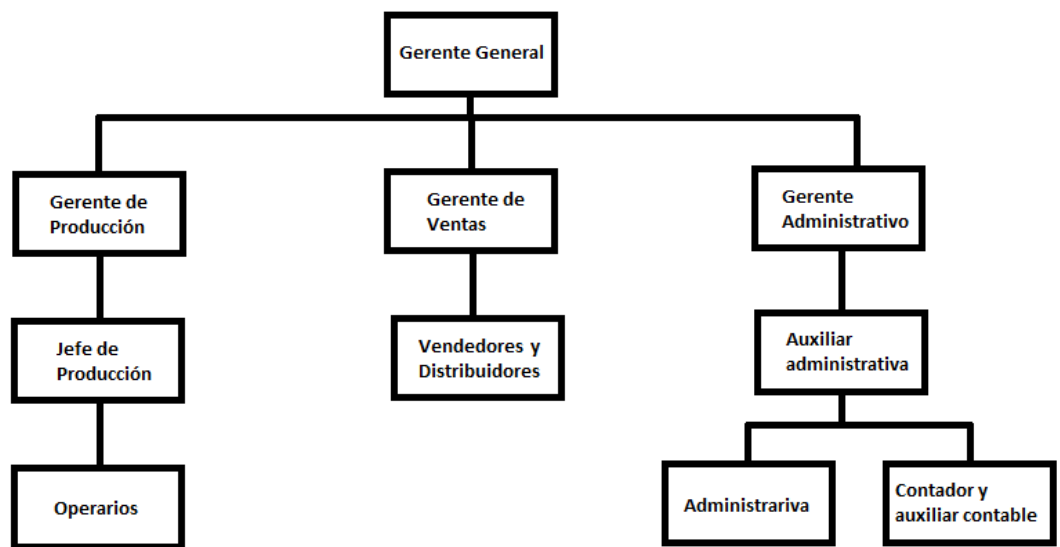 Gerente General
Gerente de
Producción
Gerente de
Ventas
Gerente
Administrativo
Jefe de
Producción
Vendedores y
Distribuidores
Auxiliar
administrativa
Operarios
Administrariva
Contador y
auxiliar contable